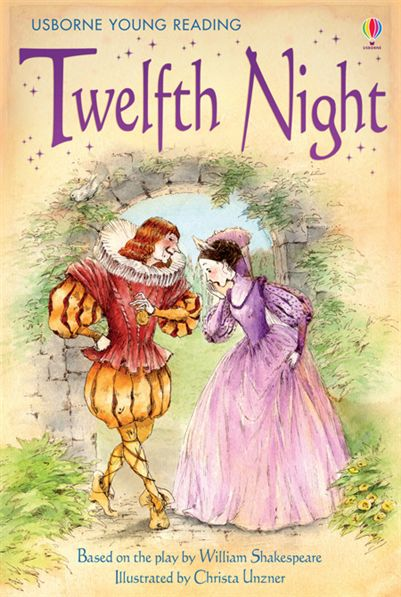 USBORNE YOUNG READING
USBORNE
Twelfth Night
Based on the play by William Shakespeare
Illustrated by Christa Unzner